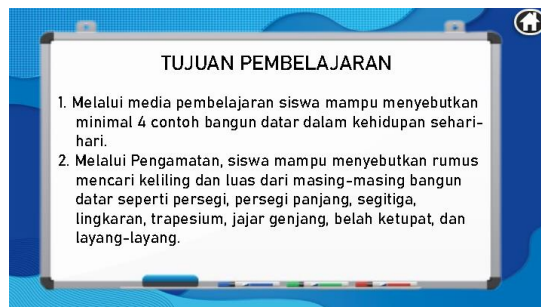 TUJUAN PEMBELAJARAN
1. Melalui media pembelajaran siswa mampu menyebutkan
minimal 4 contoh bangun datar dalam kehidupan sehari-
hari.
2. Melalui Pengamatan, siswa mampu menyebutkan rumus
mencari keliling dan luas dari masing-masing bangun
datar seperti persegi, persegi panjang, segitiga,
lingkaran, trapesium, jajar genjang, belah ketupat, dan
layang-layang.